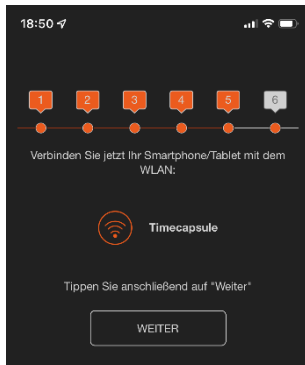 18:50
1 2 3 4 5 6
Verbinden Sie jetzt Ihr Smartphone/Tablet mit dem
WLAN:
Timecapsule
Tippen Sie anschließend auf "Weiter"
WEITER